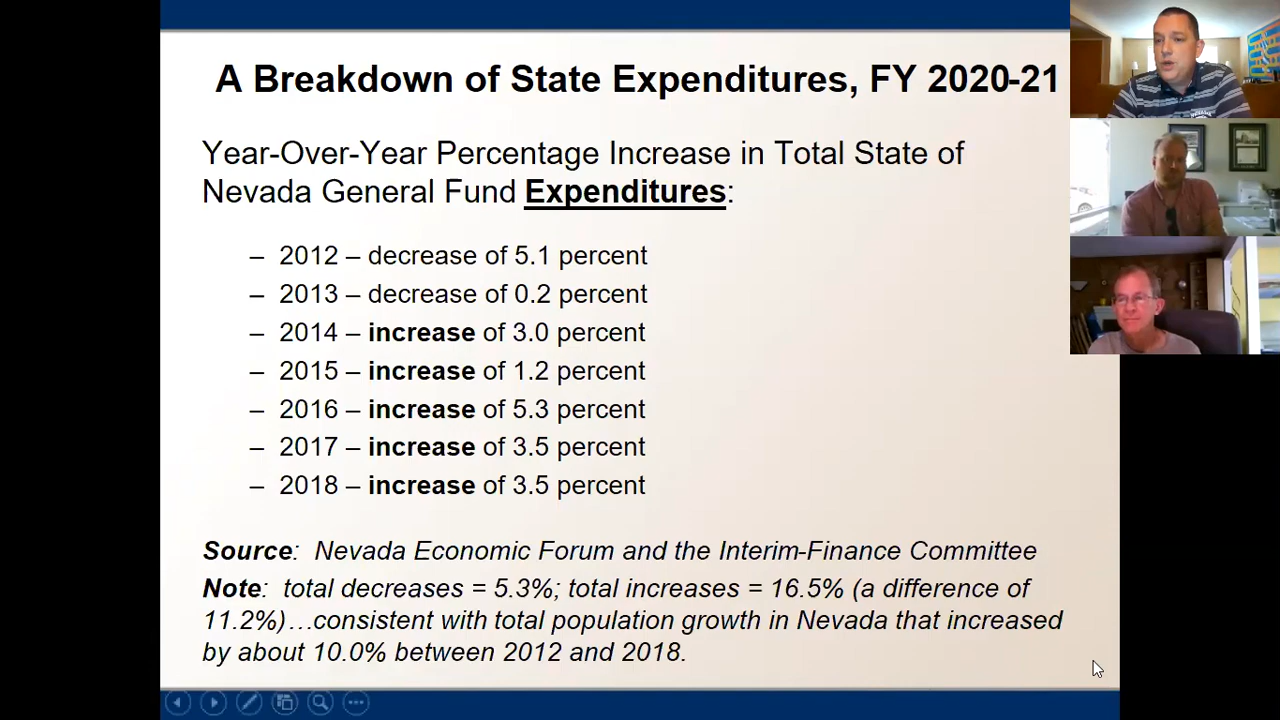 A Breakdown of State Expenditures, FY 2020-21
Year-Over-Year Percentage Increase in Total State of
Nevada General Fund Expenditures:
– 2012 – decrease of 5.1 percent
– 2013 – decrease of 0.2 percent
– 2014 – increase of 3.0 percent
– 2015 – increase of 1.2 percent
– 2016 – increase of 5.3 percent
– 2017 – increase of 3.5 percent
– 2018 – increase of 3.5 percent
Source: Nevada Economic Forum and the Interim-Finance Committee
Note: total decreases = 5.3%; total increases = 16.5% (a difference of
11.2%)…consistent with total population growth in Nevada that increased
by about 10.0% between 2012 and 2018.